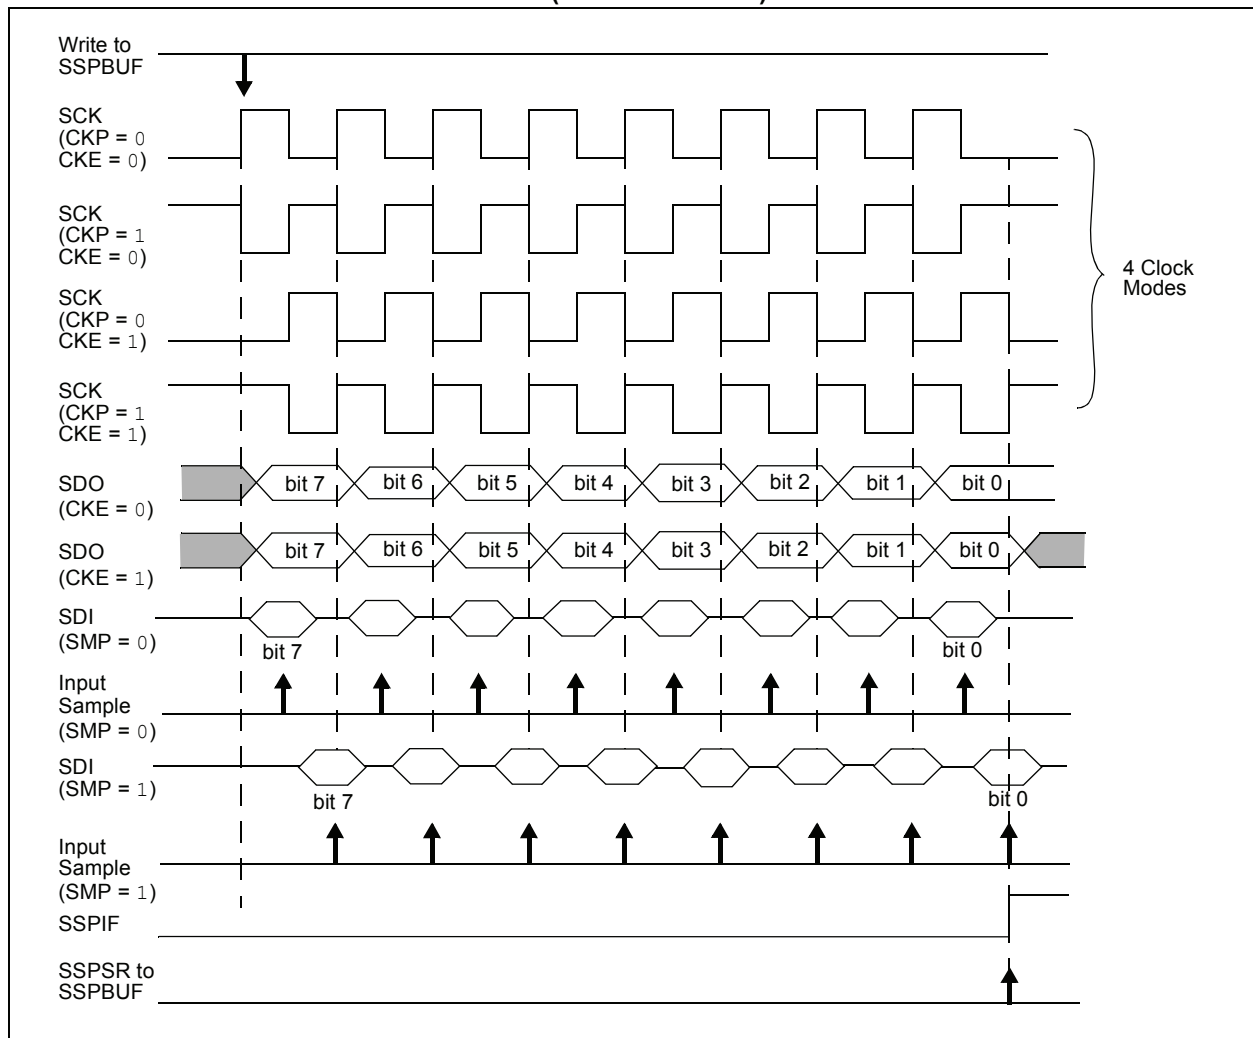 Write to
SSPBUF
SCK
(CKP = 0
CKE = 0)
SCK
(CKP = 1
CKE = 0)
SCK
(CKP = 0
CKE = 1)
SCK
(CKP = 1
CKE = 1)
4 Clock
Modes
SDO
(CKE = 0)
bit 7 bit 6 bit 5 bit 4 bit 3 bit 2 bit 1 bit 0
SDO
(CKE = 1)
bit 7 bit 6 bit 5 bit 4 bit 3 bit 2 bit 1 bit 0
SDI
(SMP = 0)
bit 7 bit 0
Input
Sample
(SMP = 0)
SDI
(SMP = 1)
bit 7 bit 0
Input
Sample
(SMP = 1)
SSPIF
SSPSR to
SSPBUF